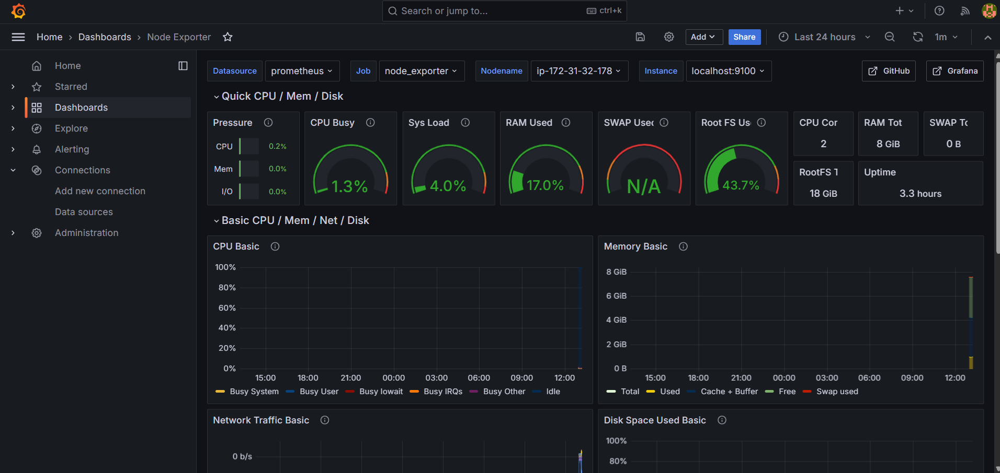 Search or jump to... ctrl+k
Home › Dashboards › Node Exporter
Add Share Last 24 hours 1m
Home
Starred
Dashboards
Explore
Alerting
Connections
Add new connection
Data sources
Administration
Datasource prometheus Job node_exporter Nodename ip-172-31-32-178 Instance localhost:9100 GitHub Grafana
Quick CPU / Mem / Disk
Pressure
CPU 0.2%
Mem 0.0%
I/O 0.0%
CPU Busy
1.3%
Sys Load
4.0%
RAM Used
17.0%
SWAP Used
N/A
Root FS Us
43.7%
CPU Cor
2
RAM Tot
8 GiB
SWAP To
0 B
RootFS T
18 GiB
Uptime
3.3 hours
Basic CPU / Mem / Net / Disk
CPU Basic
100%
80%
60%
40%
20%
0%
15:00 18:00 21:00 00:00 03:00 06:00 09:00 12:00
Busy System Busy User Busy Iowait Busy IRQs Busy Other Idle
Memory Basic
8 GiB
6 GiB
4 GiB
2 GiB
0 B
15:00 18:00 21:00 00:00 03:00 06:00 09:00 12:00
Total Used Cache + Buffer Free Swap used
Network Traffic Basic
0 b/s
Disk Space Used Basic
100%
80%